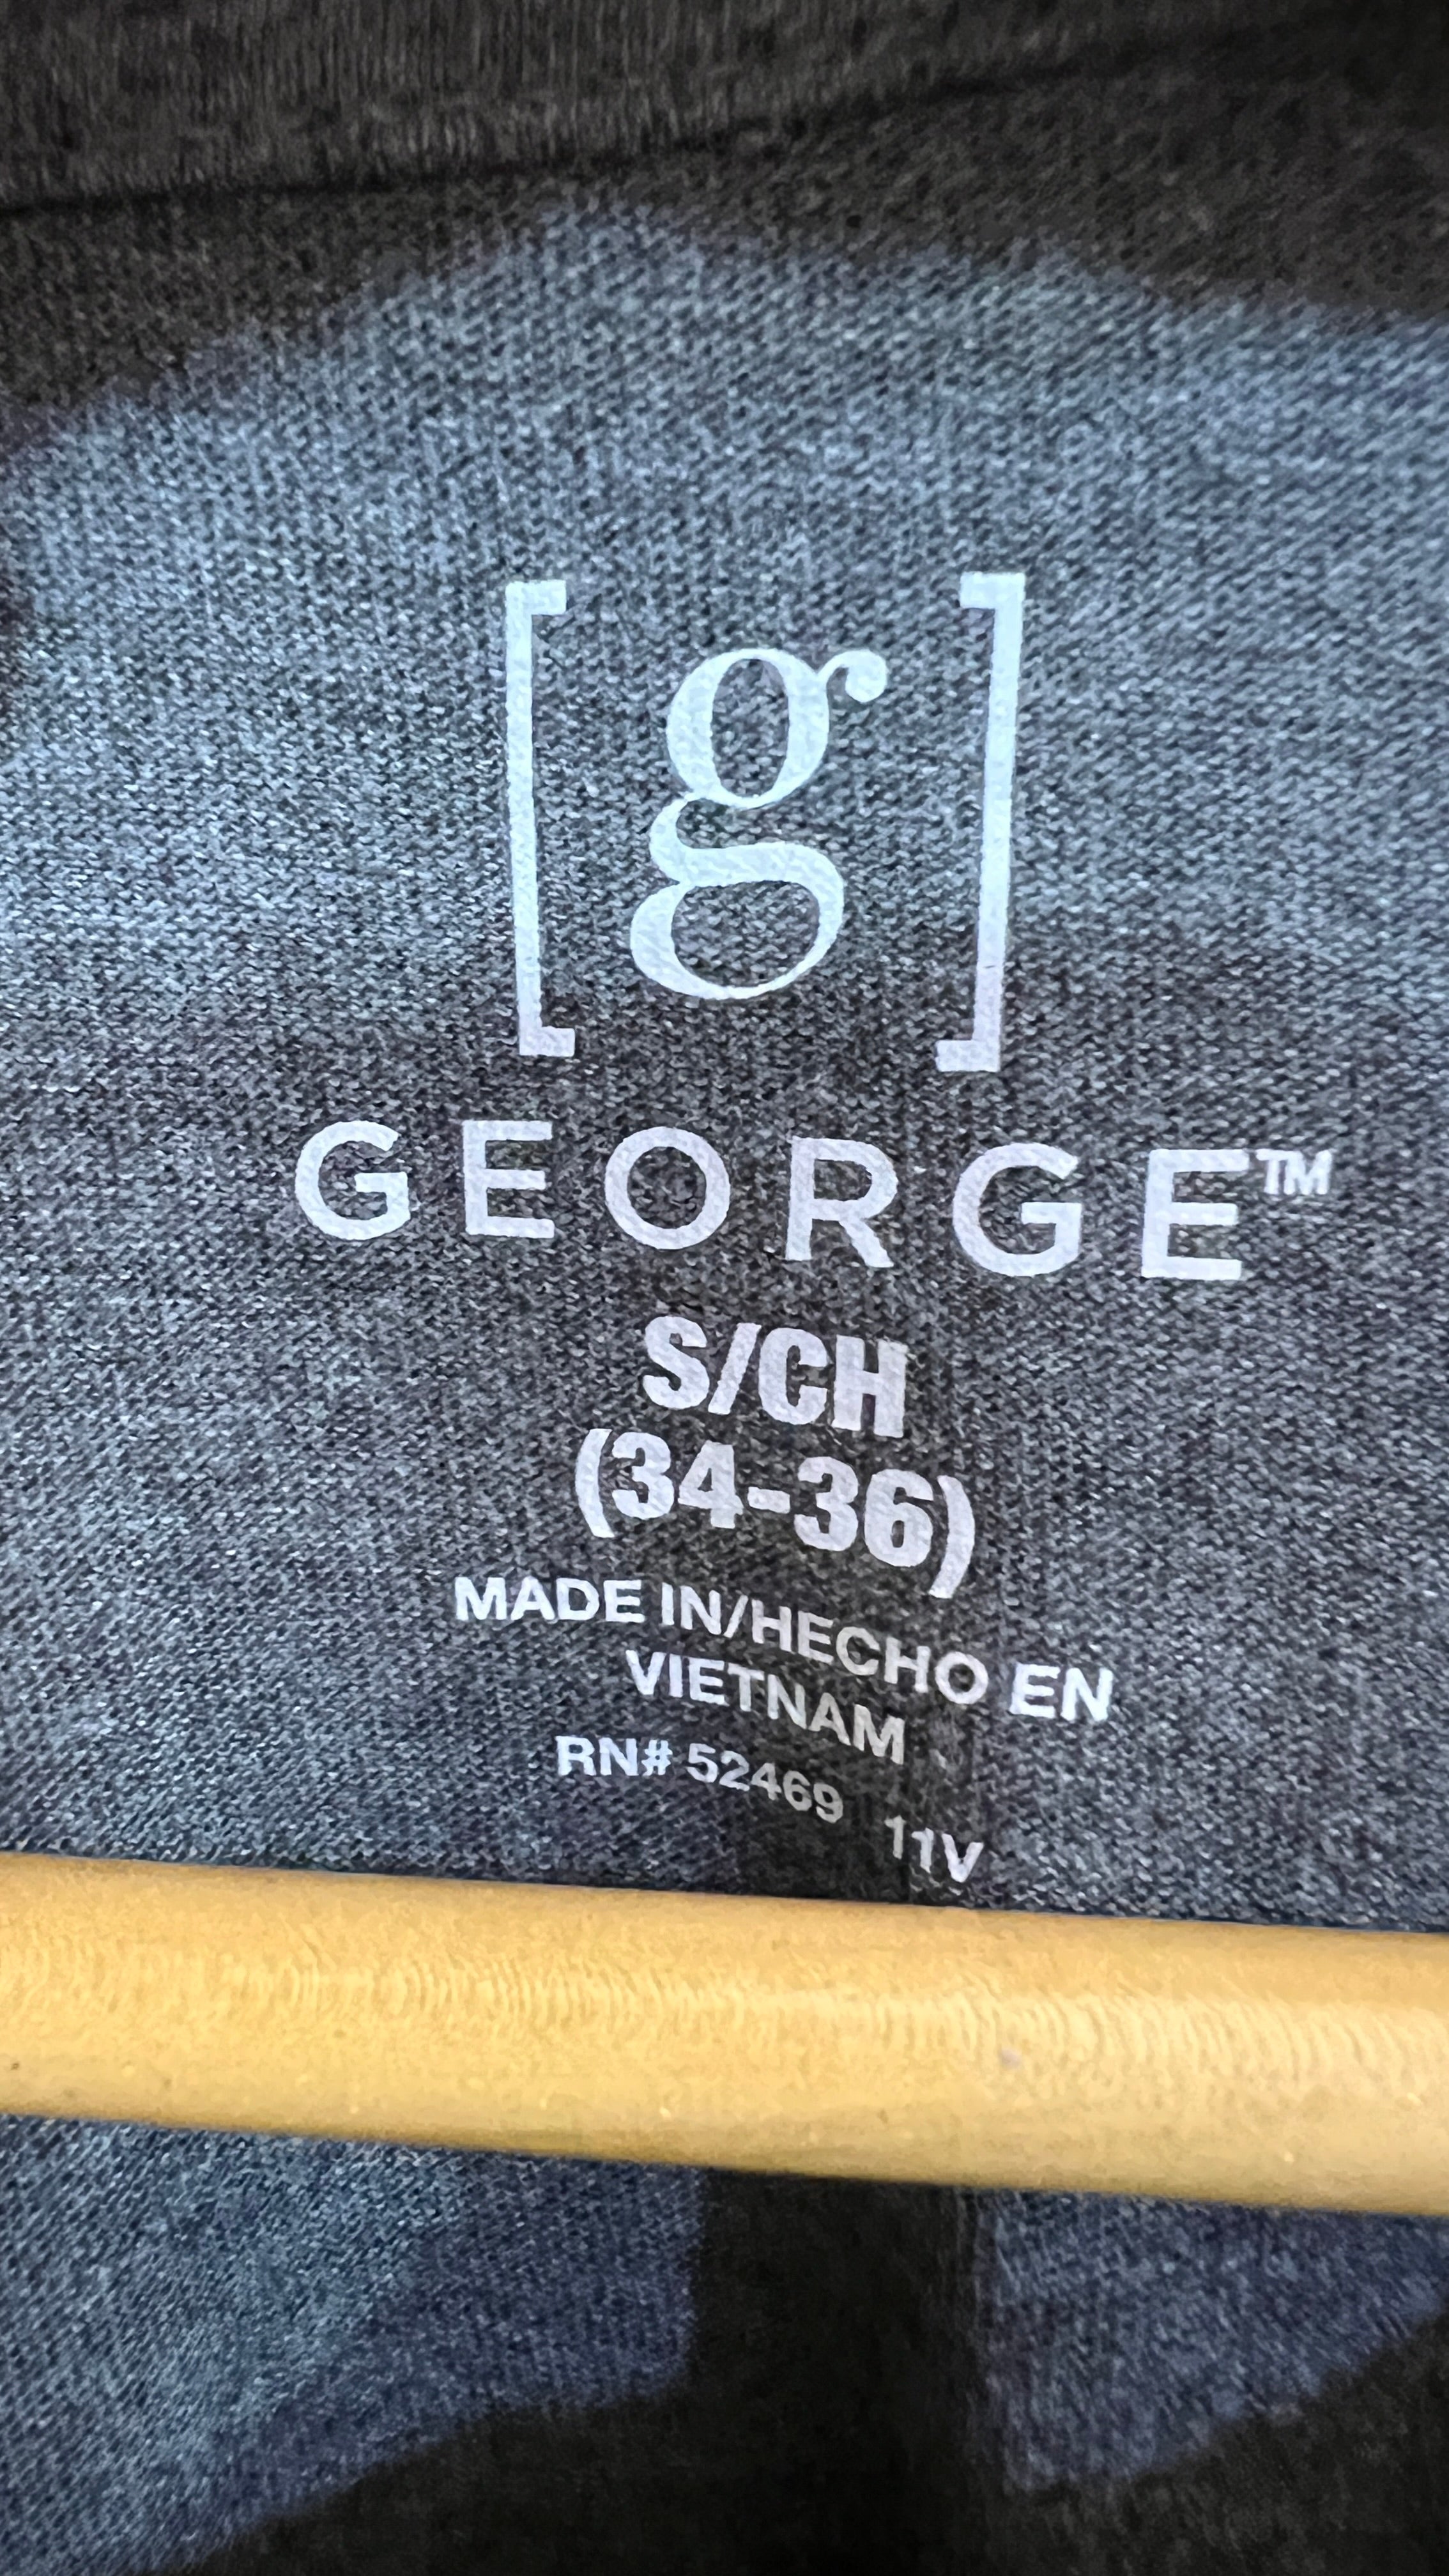 [g]
GEORGE™
S/CH
(34-36)
MADE IN/HECHO EN
VIETNAM
RN# 52469 11V